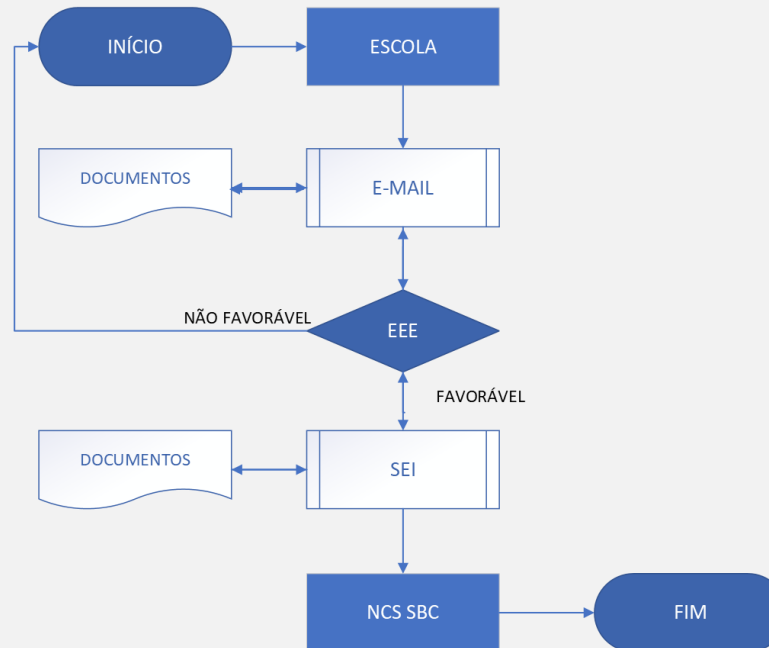 INÍCIO
ESCOLA
DOCUMENTOS
E-MAIL
NÃO FAVORÁVEL
EEE
FAVORÁVEL
DOCUMENTOS
SEI
NCS SBC
FIM